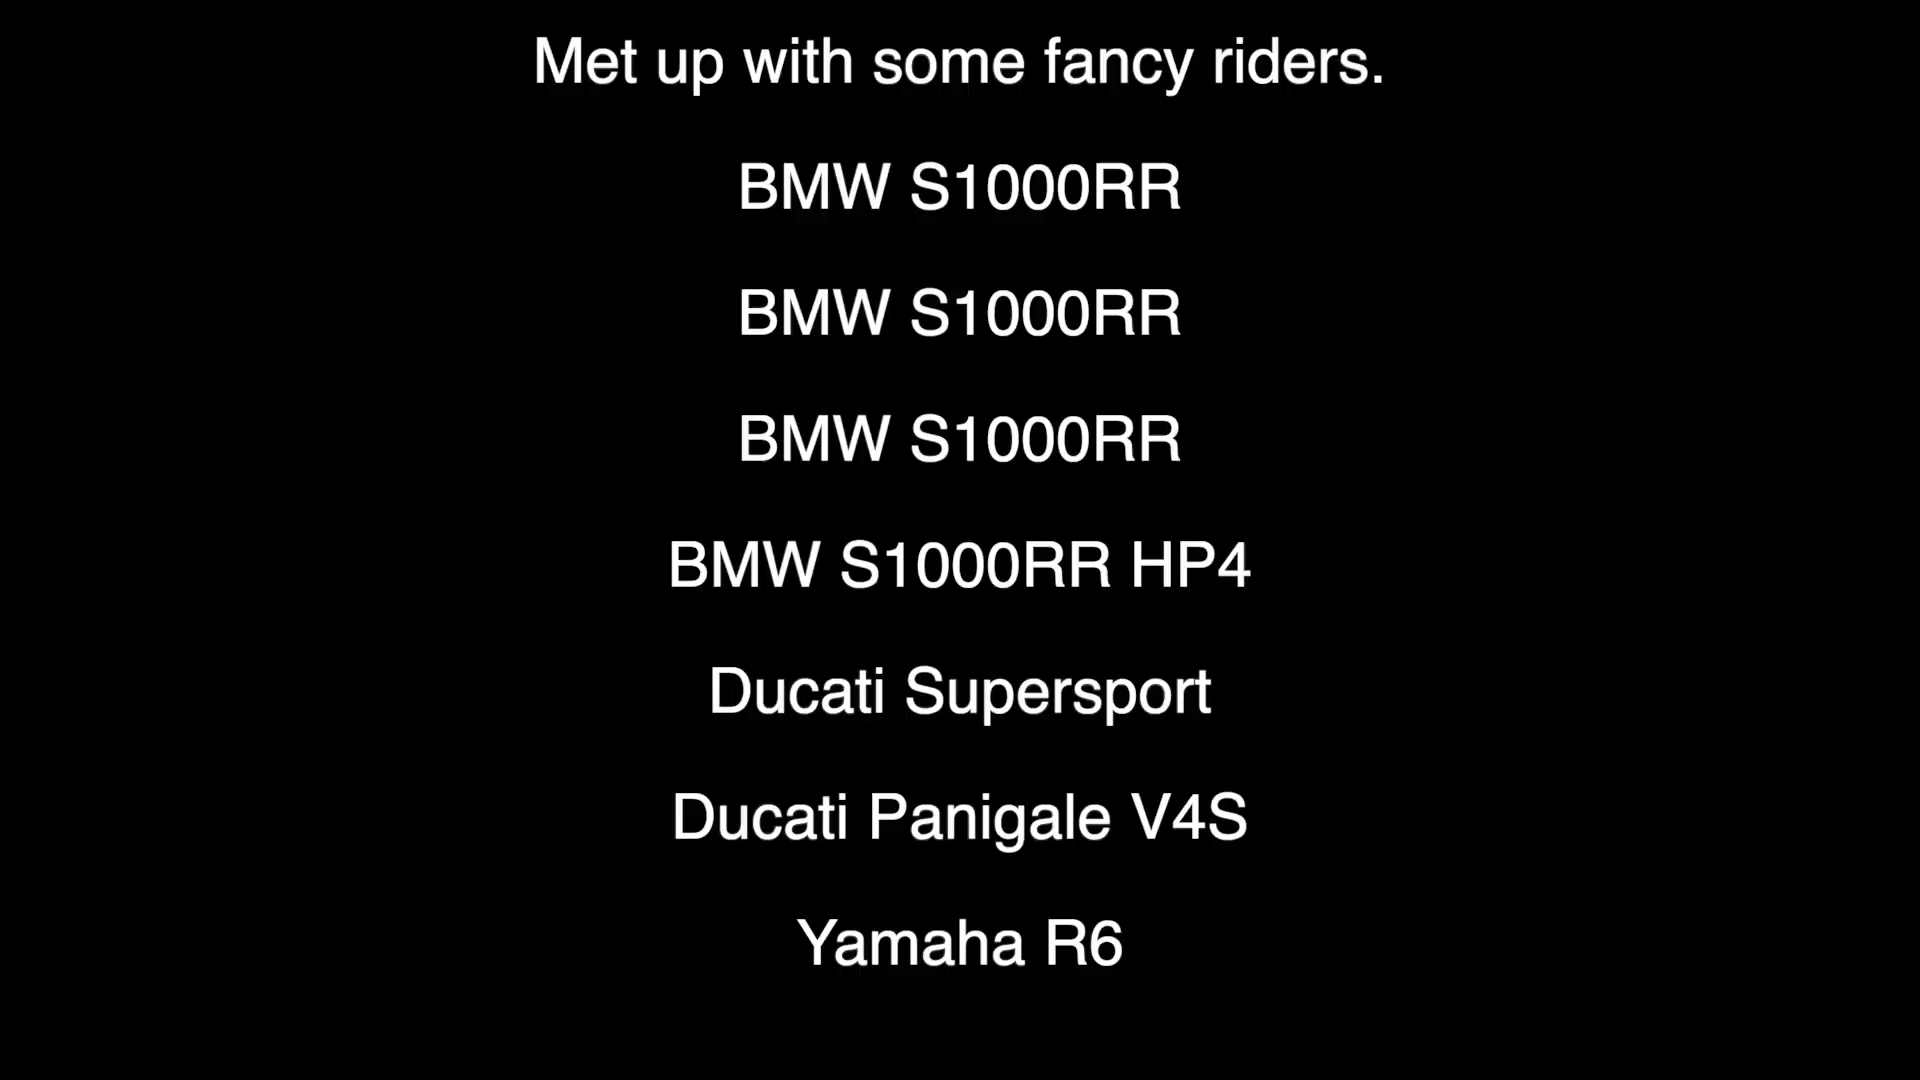 Met up with some fancy riders.
BMW S1000RR
BMW S1000RR
BMW S1000RR
BMW S1000RR HP4
Ducati Supersport
Ducati Panigale V4S
Yamaha R6